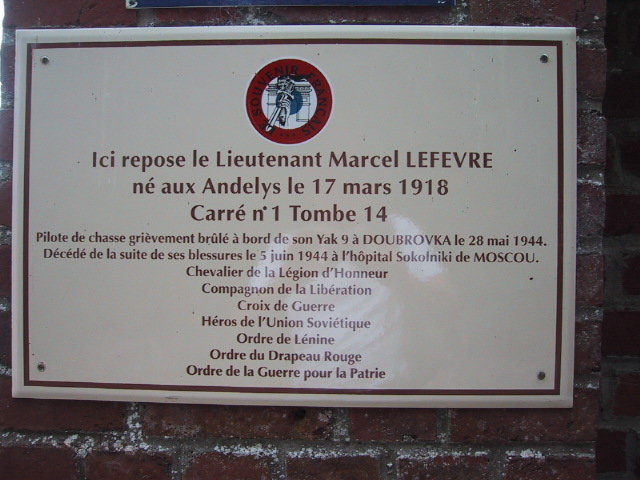 LE SOUVENIR FRANÇAIS
Ici repose le Lieutenant Marcel LEFEVRE
né aux Andelys le 17 mars 1918
Carré n°1 Tombe 14
Pilote de chasse grièvement brûlé à bord de son Yak 9 à DOUBROVKA le 28 mai 1944.
Décédé de la suite de ses blessures le 5 juin 1944 à l'hôpital Sokolniki de MOSCOU.
Chevalier de la Légion d'Honneur
Compagnon de la Libération
Croix de Guerre
Héros de l'Union Soviétique
Ordre de Lénine
Ordre du Drapeau Rouge
Ordre de la Guerre pour la Patrie